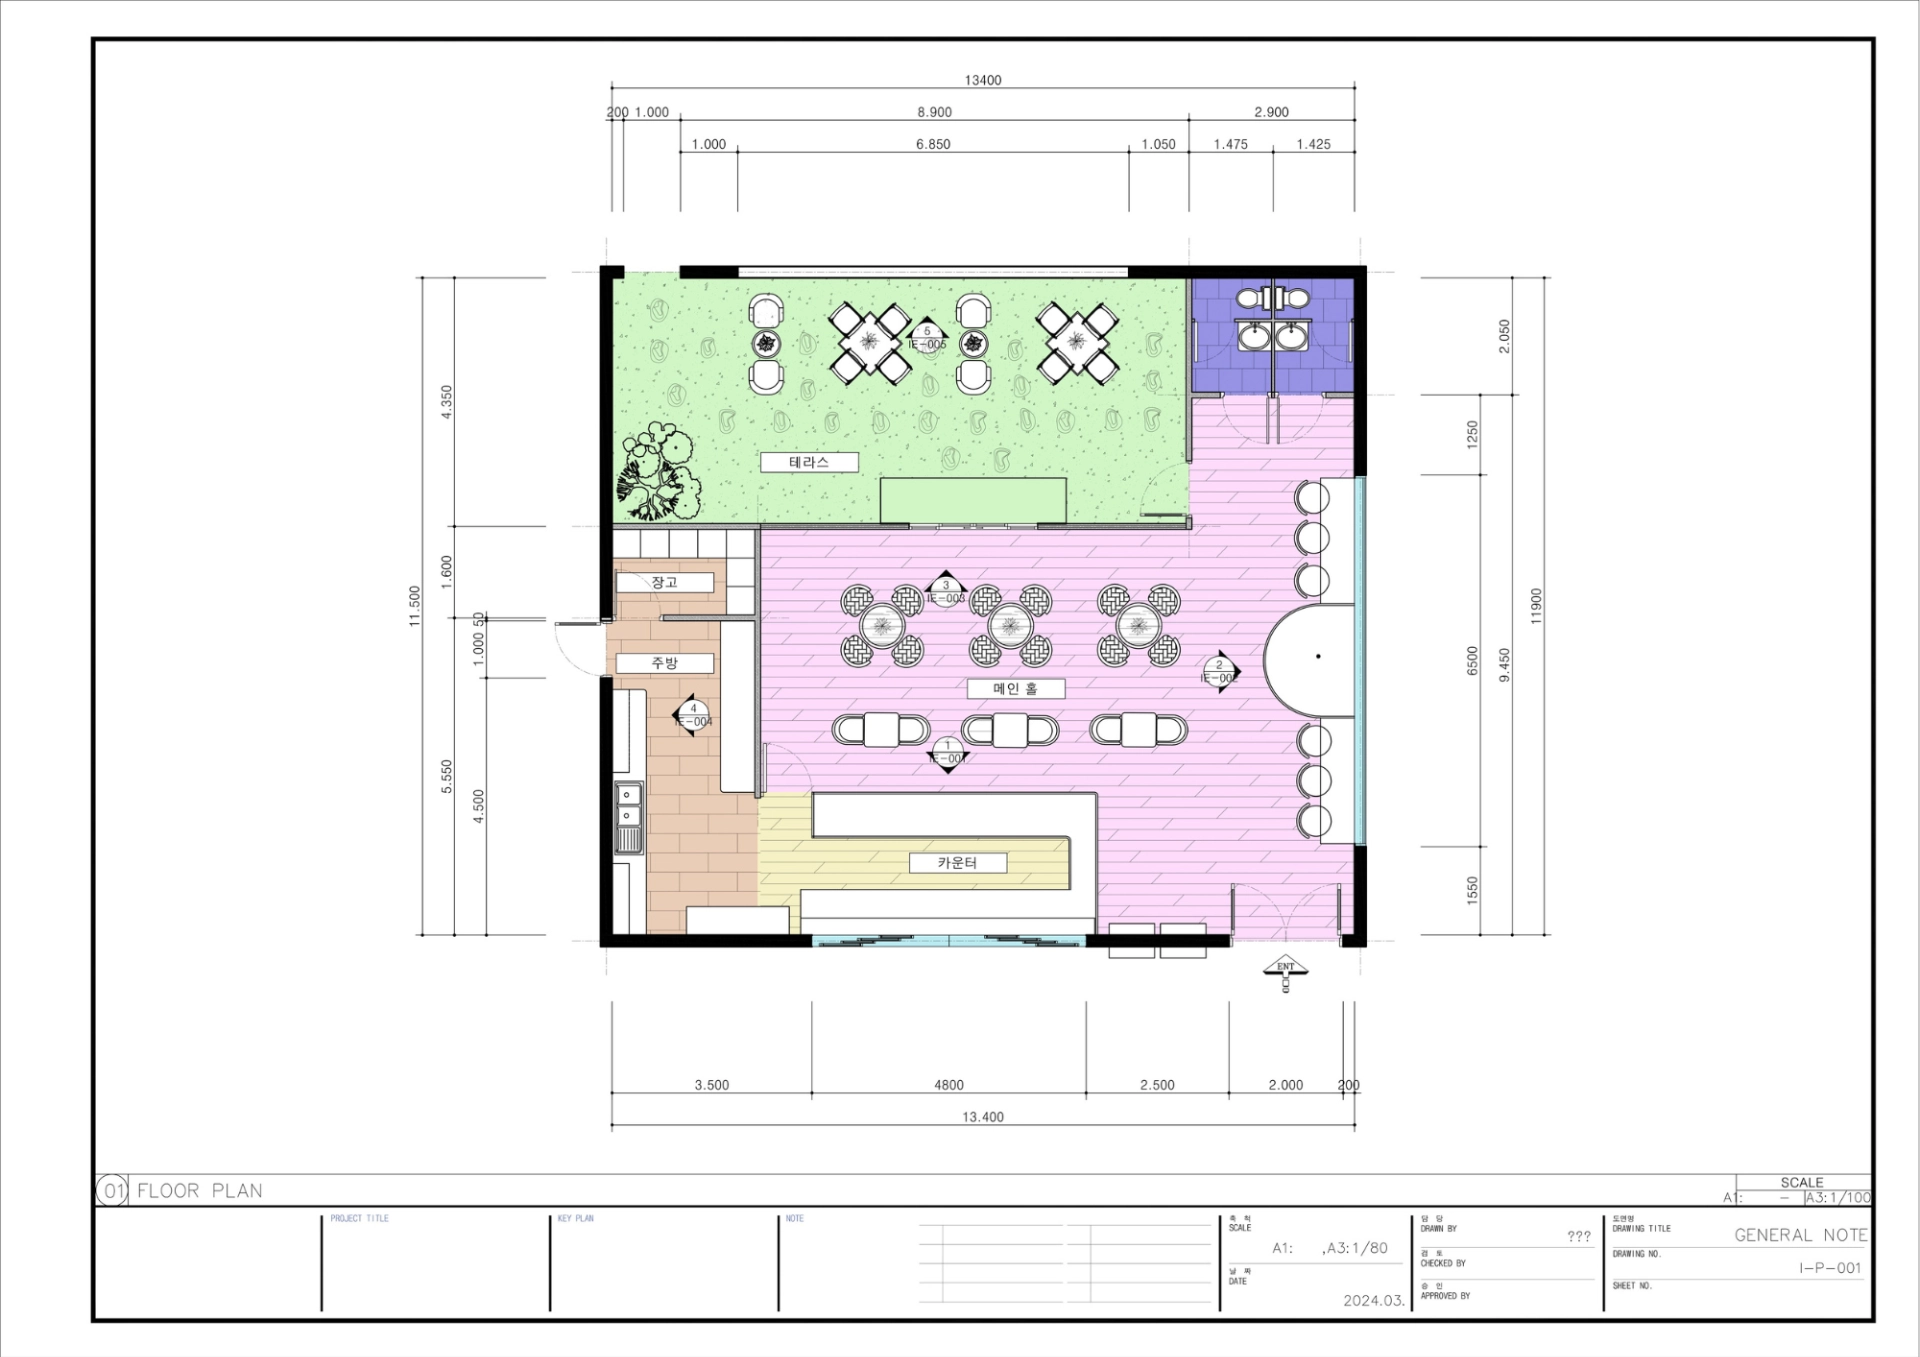 13400
200 1.000 8.900 2.900
1.000 6.850 1.050 1.475 1.425
4.350
1.600
5.550
11.500
1.000 50
4.500
2.050
1250
6500
1550
9.450
11900
5
IE-005
테라스
장고
3
IE-003
주방
2
IE-002
메인 홀
4
IE-004
1
IE-001
카운터
ENT
3.500 4800 2.500 2.000 200
13.400
01 FLOOR PLAN
SCALE
A1: - A3:1/100
PROJECT TITLE
KEY PLAN
NOTE
축 척
SCALE
A1: ,A3:1/80
날 짜
DATE
2024.03.
담 당
DRAWN BY
???
검 토
CHECKED BY
승 인
APPROVED BY
도면명
DRAWING TITLE
GENERAL NOTE
DRAWING NO.
I-P-001
SHEET NO.